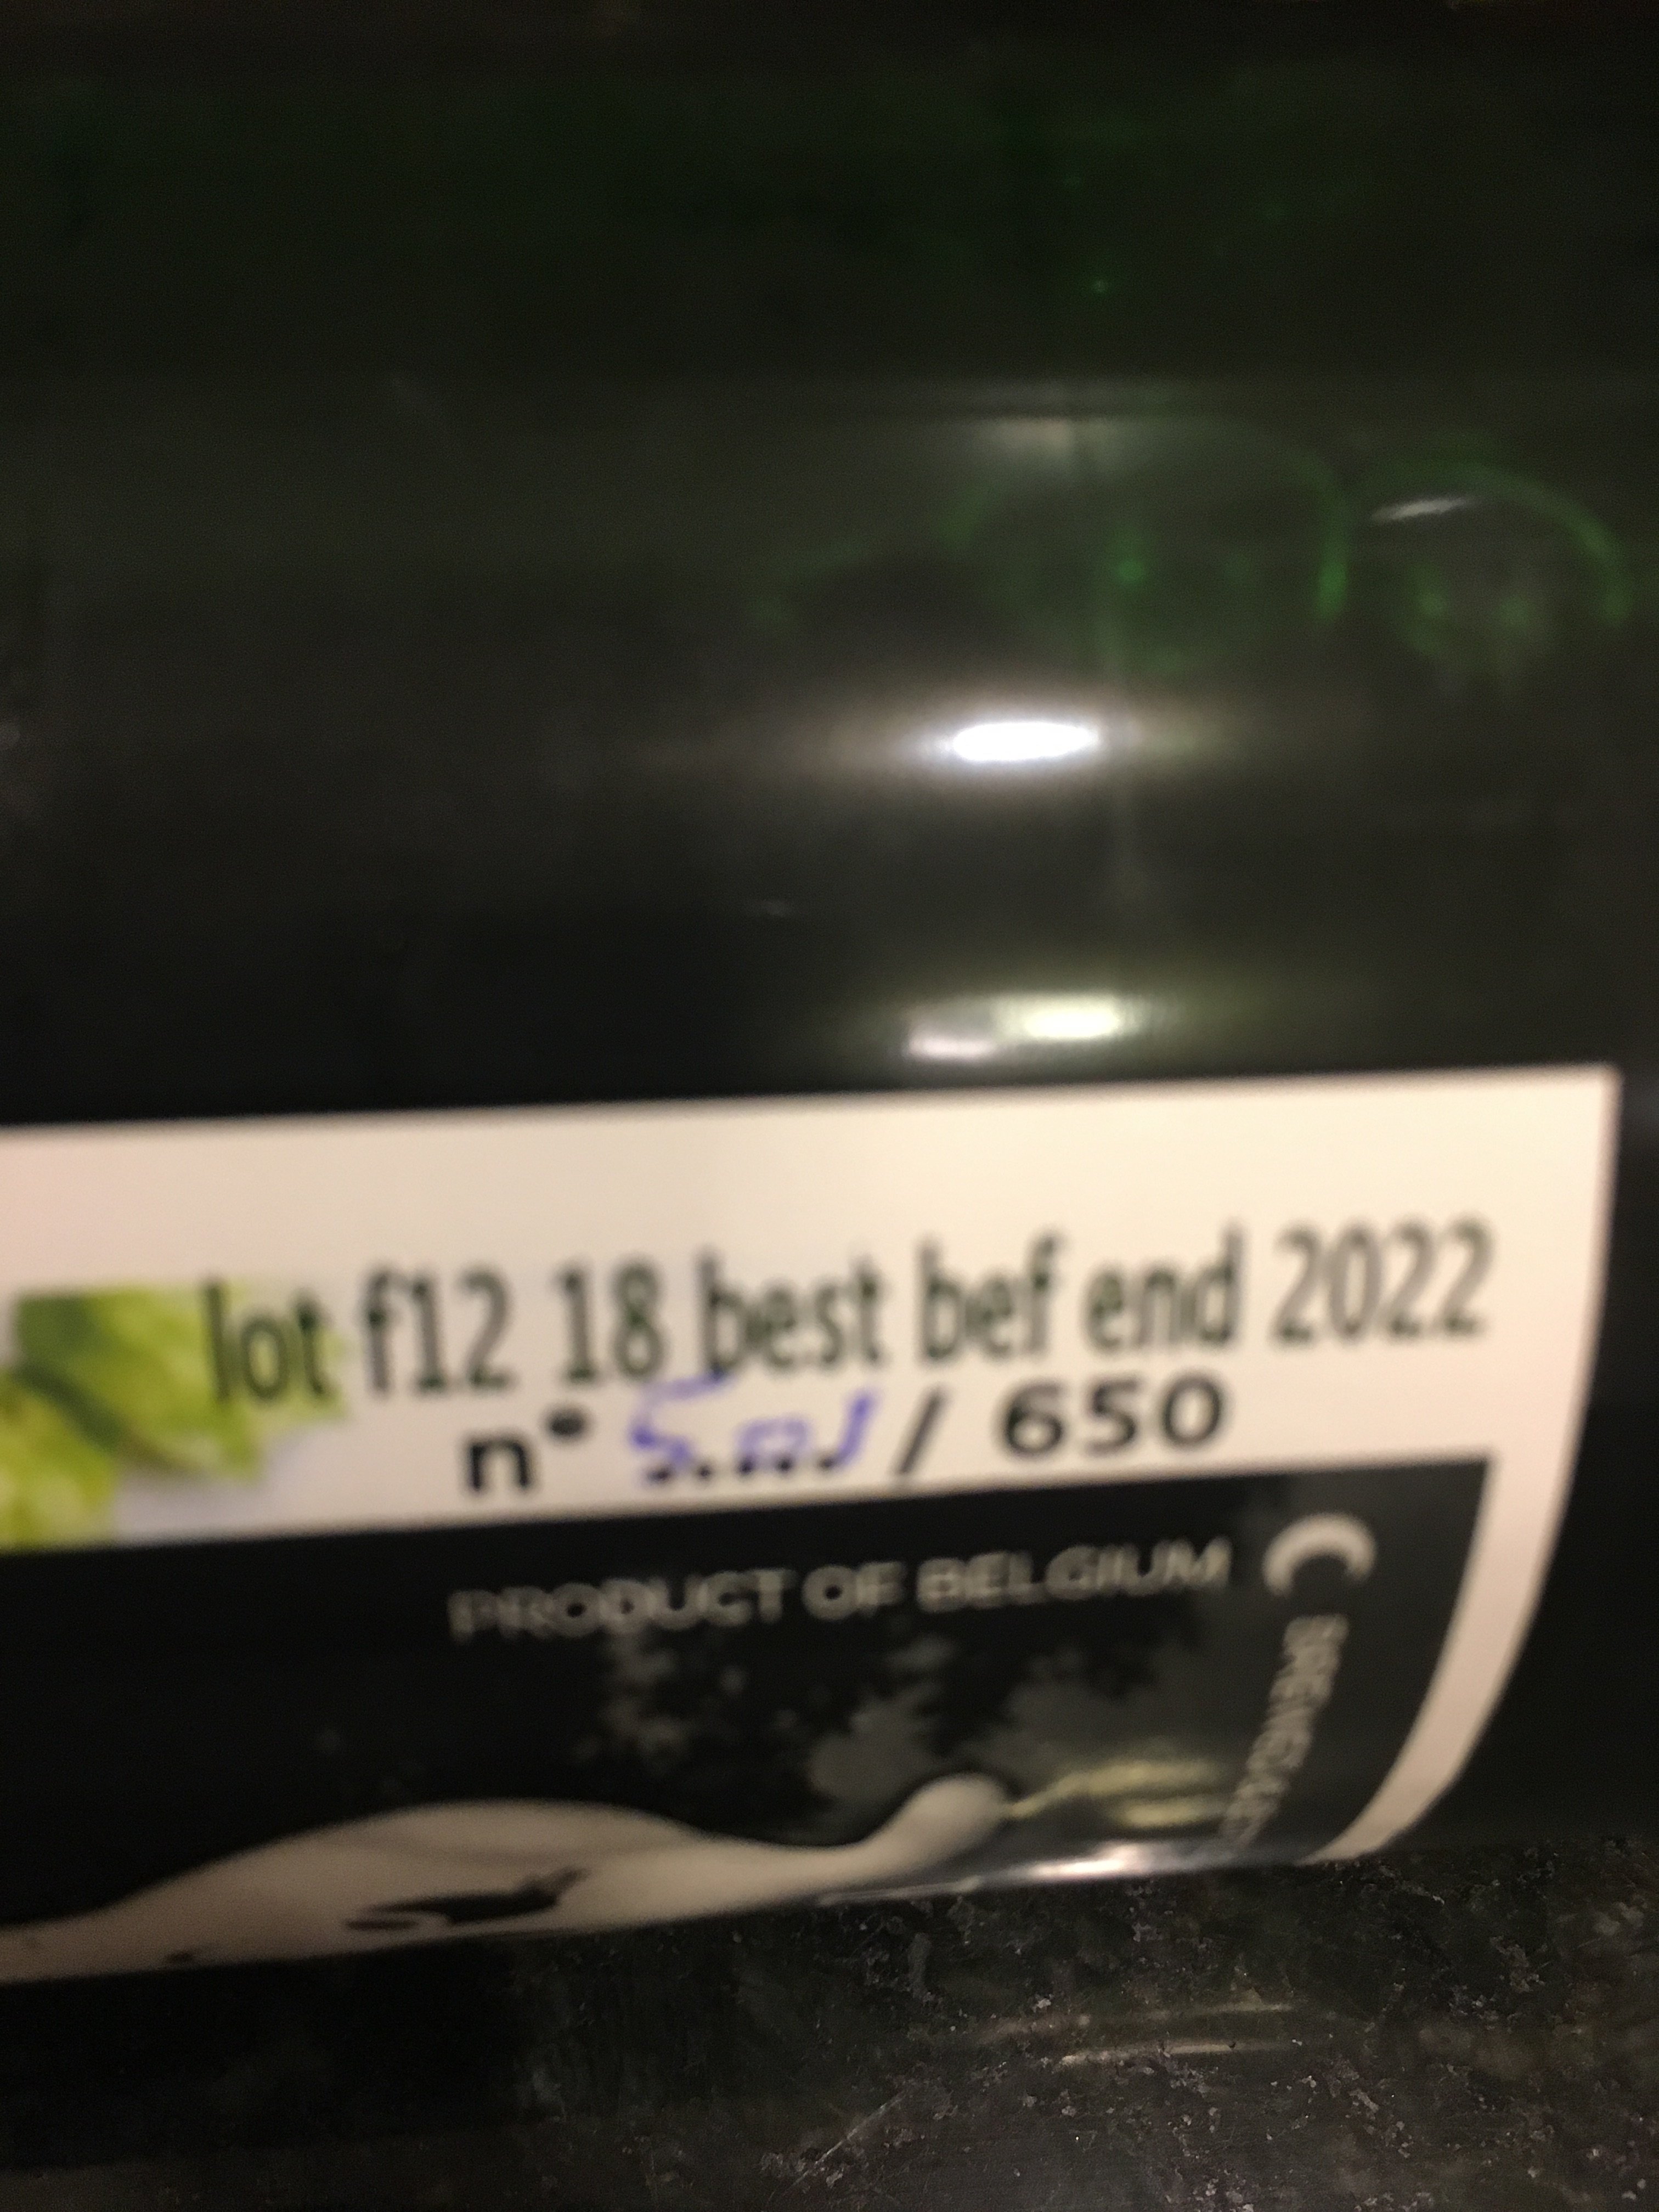 lot f12 18 best bef end 2022
n° / 650
PRODUCT OF BELGIUM